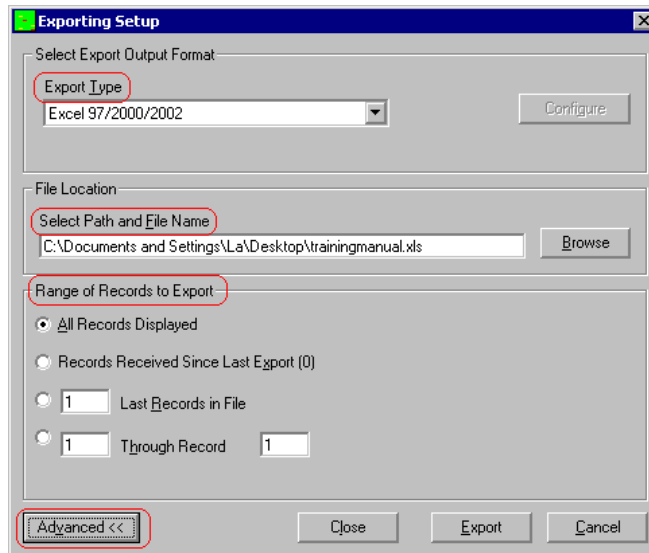 Exporting Setup
Select Export Output Format
Export Type
Excel 97/2000/2002
Configure
File Location
Select Path and File Name
C:\Documents and Settings\La\Desktop\trainingmanual.xls
Browse
Range of Records to Export
All Records Displayed
Records Received Since Last Export (0)
1 Last Records in File
1 Through Record 1
Advanced << Close Export Cancel